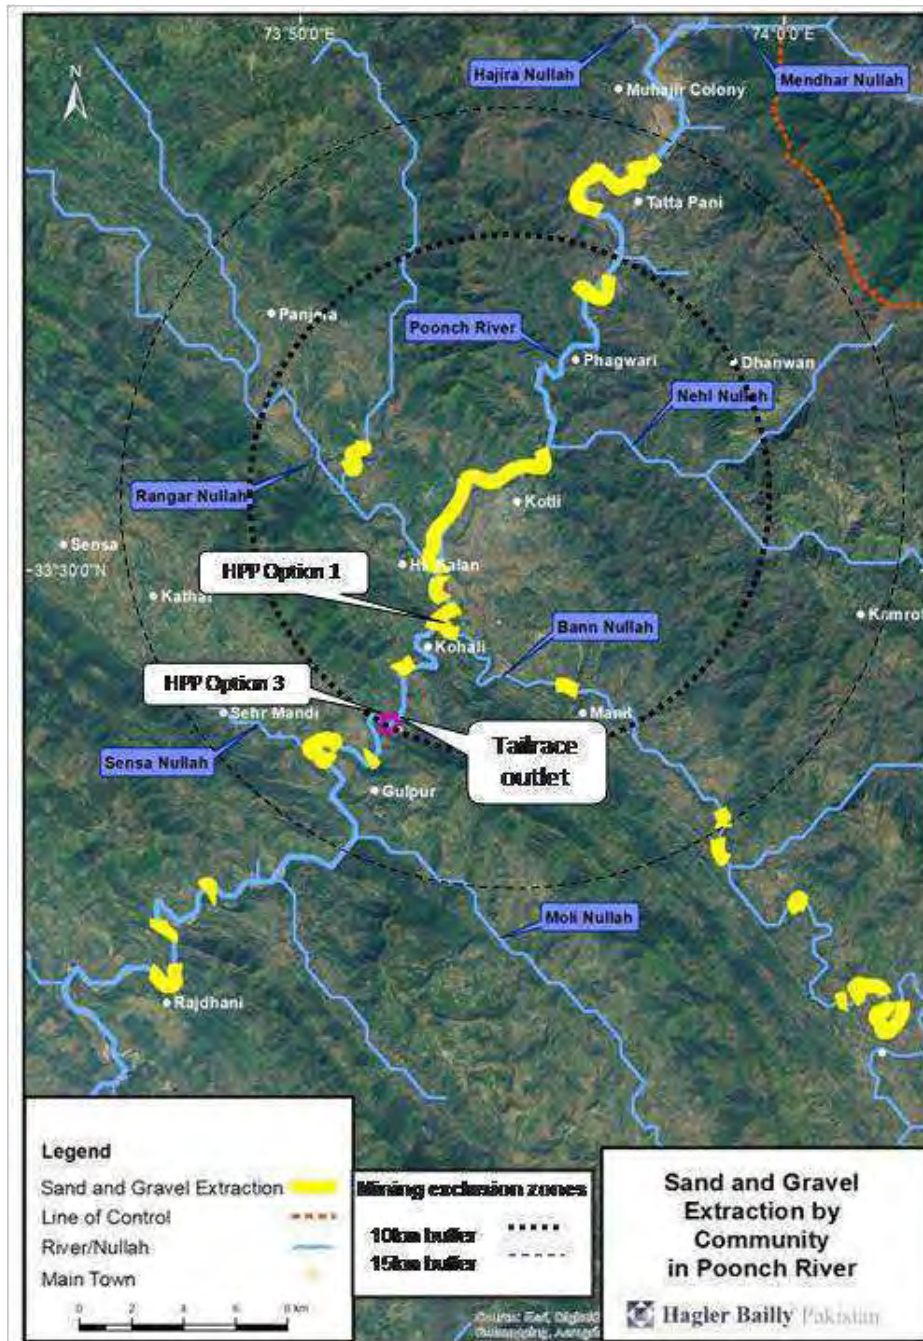 73°50'0"E
74°0'0"E
N
Hajira Nullah
Mendhar Nullah
Muhajir Colony
Tatta Pani
Panjera
Poonch River
Phagwari
Dhanwan
Nehl Nullah
Rangar Nullah
Kotli
Sensa
33°30'0"N
HPP Option 1
Kathar
Bann Nullah
Kohali
HPP Option 3
Sehr Mandi
Manil
Tailrace
outlet
Sensa Nullah
Gulpur
Moli Nullah
Rajdhani
Legend
Sand and Gravel Extraction
Line of Control
River/Nullah
Main Town
0 2 4 6 8 km
Mining exclusion zones
10km buffer
15km buffer
Sand and Gravel
Extraction by
Community
in Poonch River
Hagler Bailly Pakistan